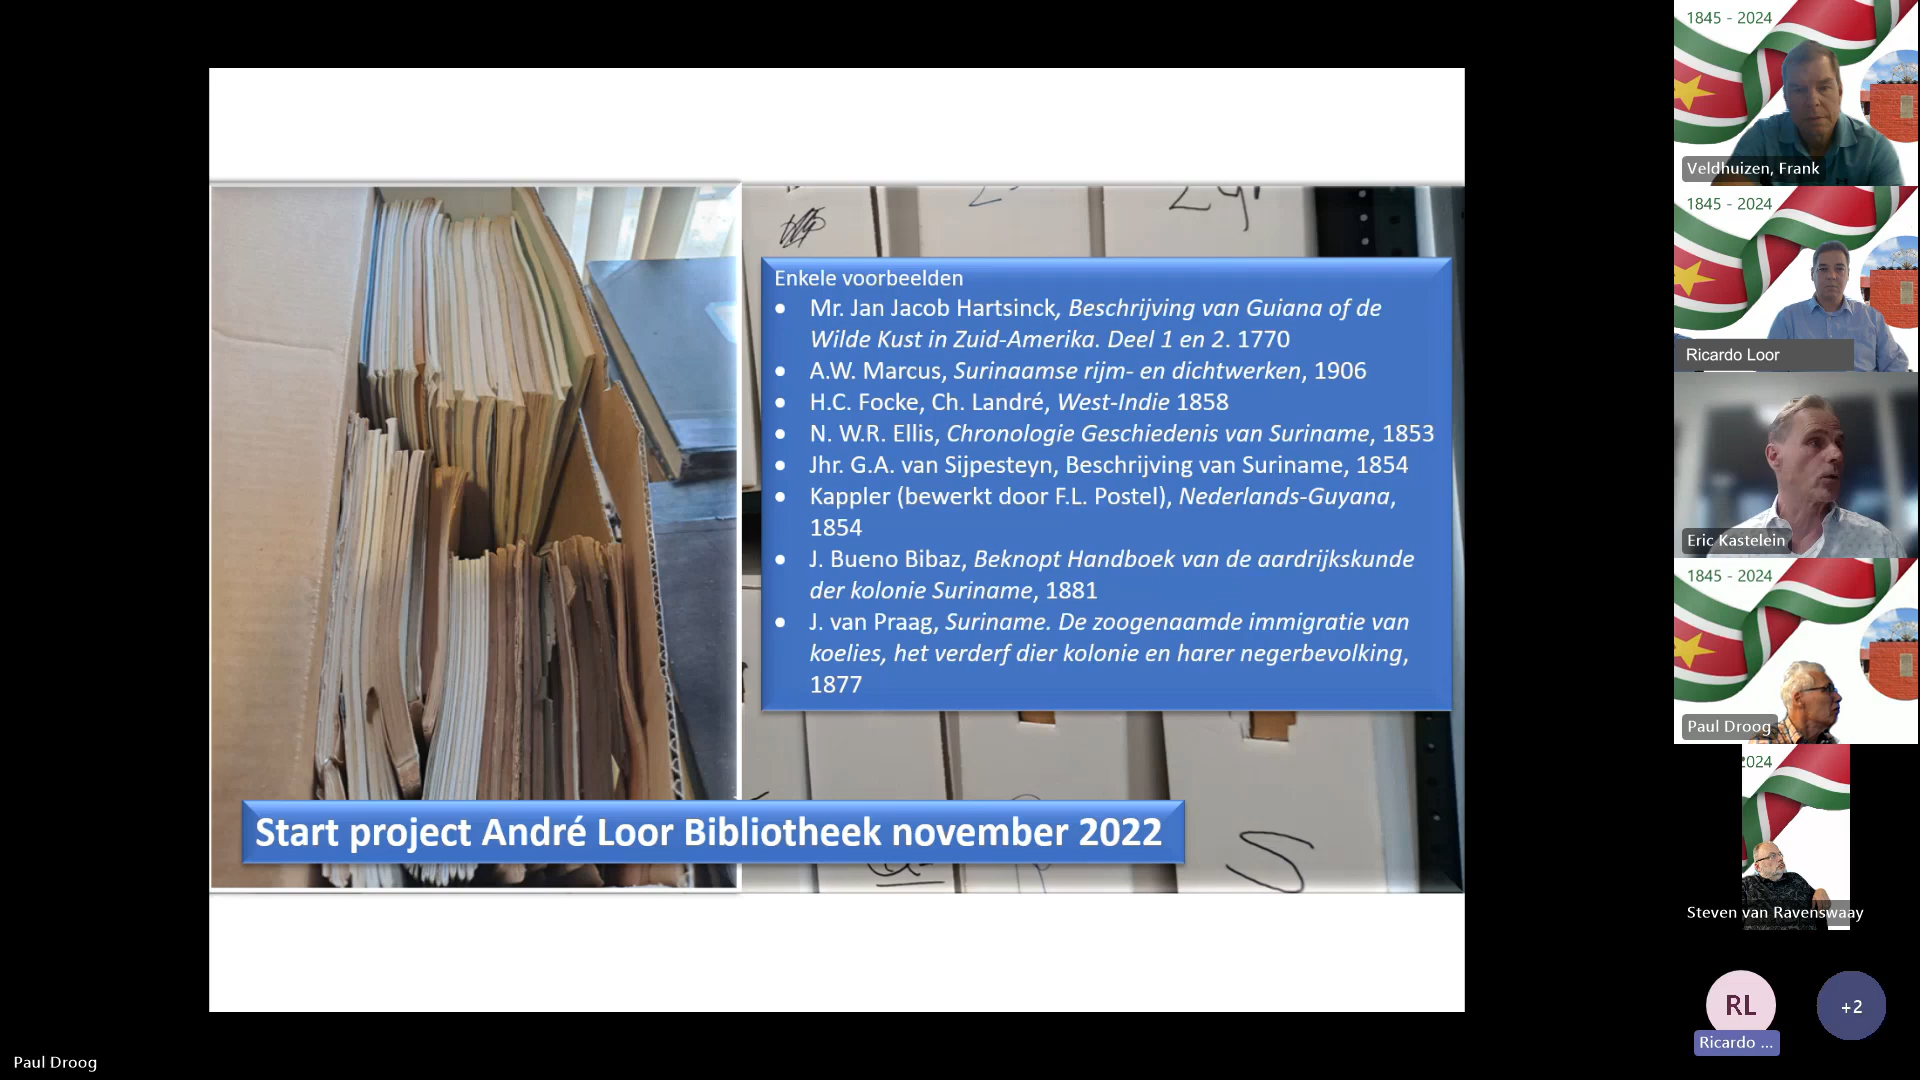 Enkele voorbeelden
Mr. Jan Jacob Hartsinck, Beschrijving van Guiana of de
Wilde Kust in Zuid-Amerika. Deel 1 en 2. 1770
A.W. Marcus, Surinaamse rijm- en dichtwerken, 1906
H.C. Focke, Ch. Landré, West-Indie 1858
N. W.R. Ellis, Chronologie Geschiedenis van Suriname, 1853
Jhr. G.A. van Sijpesteyn, Beschrijving van Suriname, 1854
Kappler (bewerkt door F.L. Postel), Nederlands-Guyana,
1854
J. Bueno Bibaz, Beknopt Handboek van de aardrijkskunde
der kolonie Suriname, 1881
J. van Praag, Suriname. De zoogenaamde immigratie van
koelies, het verderf dier kolonie en harer negerbevolking,
1877
S
Start project André Loor Bibliotheek november 2022
Paul Droog
1845 - 2024
Veldhuizen, Frank
1845 - 2024
Ricardo Loor
Eric Kastelein
1845 - 2024
Paul Droog
2024
Steven van Ravenswaay
RL
Ricardo ...
+2